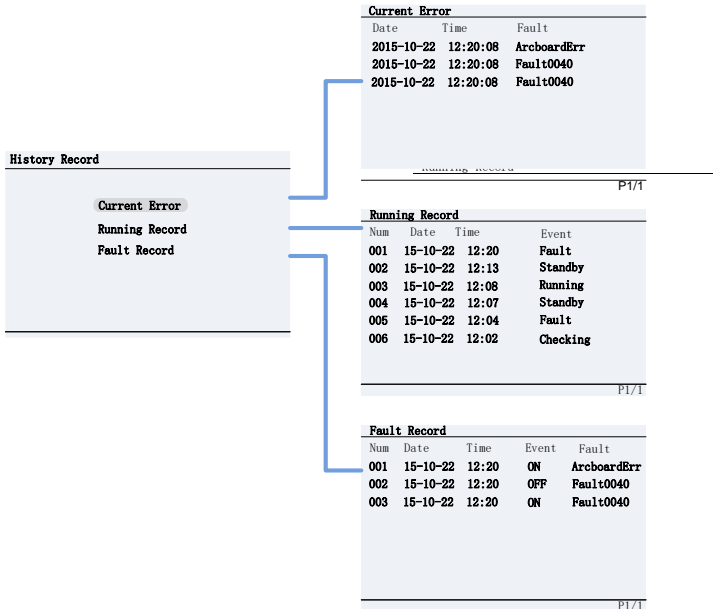 History Record
Current Error
Running Record
Fault Record
Current Error
Date Time Fault
2015-10-22 12:20:08 ArcboardErr
2015-10-22 12:20:08 Fault0040
2015-10-22 12:20:08 Fault0040
Running Record
P1/1
Running Record
Num Date Time Event
001 15-10-22 12:20 Fault
002 15-10-22 12:13 Standby
003 15-10-22 12:08 Running
004 15-10-22 12:07 Standby
005 15-10-22 12:04 Fault
006 15-10-22 12:02 Checking
P1/1
Fault Record
Num Date Time Event Fault
001 15-10-22 12:20 ON ArcboardErr
002 15-10-22 12:20 OFF Fault0040
003 15-10-22 12:20 ON Fault0040
P1/1